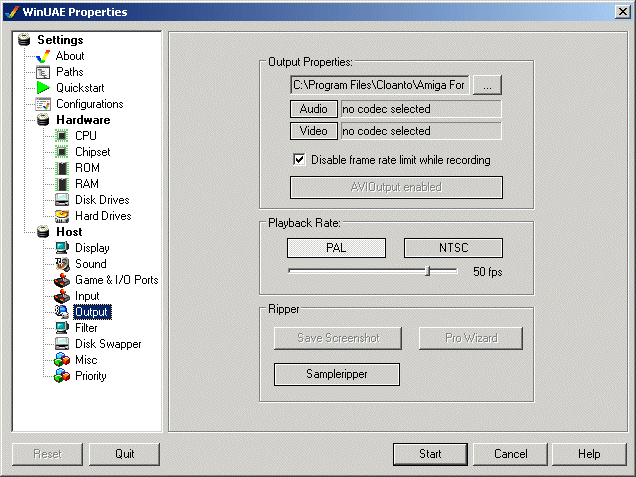 WinUAE Properties
Settings
About
Paths
Quickstart
Configurations
Hardware
CPU
Chipset
ROM
RAM
Disk Drives
Hard Drives
Host
Display
Sound
Game & I/O Ports
Input
Output
Filter
Disk Swapper
Misc
Priority
Output Properties:
C:\Program Files\Cloanto\Amiga For
...
Audio no codec selected
Video no codec selected
Disable frame rate limit while recording
AVIOutput enabled
Playback Rate:
PAL NTSC
50 fps
Ripper
Save Screenshot Pro Wizard
Sampleripper
Reset Quit Start Cancel Help